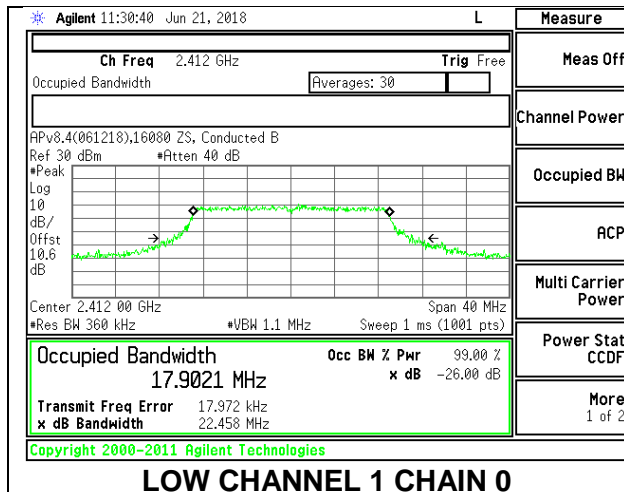 Agilent 11:30:40 Jun 21, 2018 L
Measure
Ch Freq 2.412 GHz Trig Free
Occupied Bandwidth Averages: 30
Meas Off
Channel Power
Occupied BW
ACP
Multi Carrier
Power
Power Stat
CCDF
More
1 of 2
APv8.4(061218),16080 ZS, Conducted B
Ref 30 dBm #Atten 40 dB
#Peak
Log
10
dB/
Offst
10.6
dB
Center 2.412 00 GHz Span 40 MHz
#Res BW 360 kHz #VBW 1.1 MHz Sweep 1 ms (1001 pts)
Occupied Bandwidth
17.9021 MHz
Occ BW % Pwr 99.00 %
x dB -26.00 dB
Transmit Freq Error 17.972 kHz
x dB Bandwidth 22.458 MHz
Copyright 2000-2011 Agilent Technologies
LOW CHANNEL 1 CHAIN 0